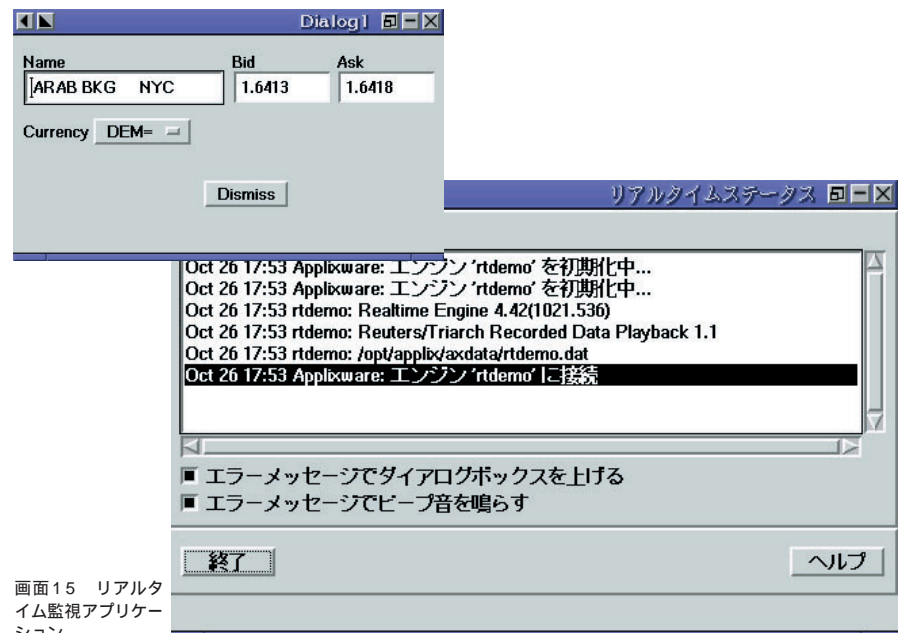 Dialog1
Name Bid Ask
ARAB BKG NYC 1.6413 1.6418
Currency DEM=
Dismiss
リアルタイムステータス
Oct 26 17:53 Applixware: エンジン 'rtdemo' を初期化中...
Oct 26 17:53 Applixware: エンジン 'rtdemo' を初期化中...
Oct 26 17:53 rtdemo: Realtime Engine 4.42(1021.536)
Oct 26 17:53 rtdemo: Reuters/Triarch Recorded Data Playback 1.1
Oct 26 17:53 rtdemo: /opt/applix/axdata/rtdemo.dat
Oct 26 17:53 Applixware: エンジン 'rtdemo' に接続
エラーメッセージでダイアログボックスを上げる
エラーメッセージでビープ音を鳴らす
終了 ヘルプ
画面15 リアルタ
イム監視アプリケー
ション